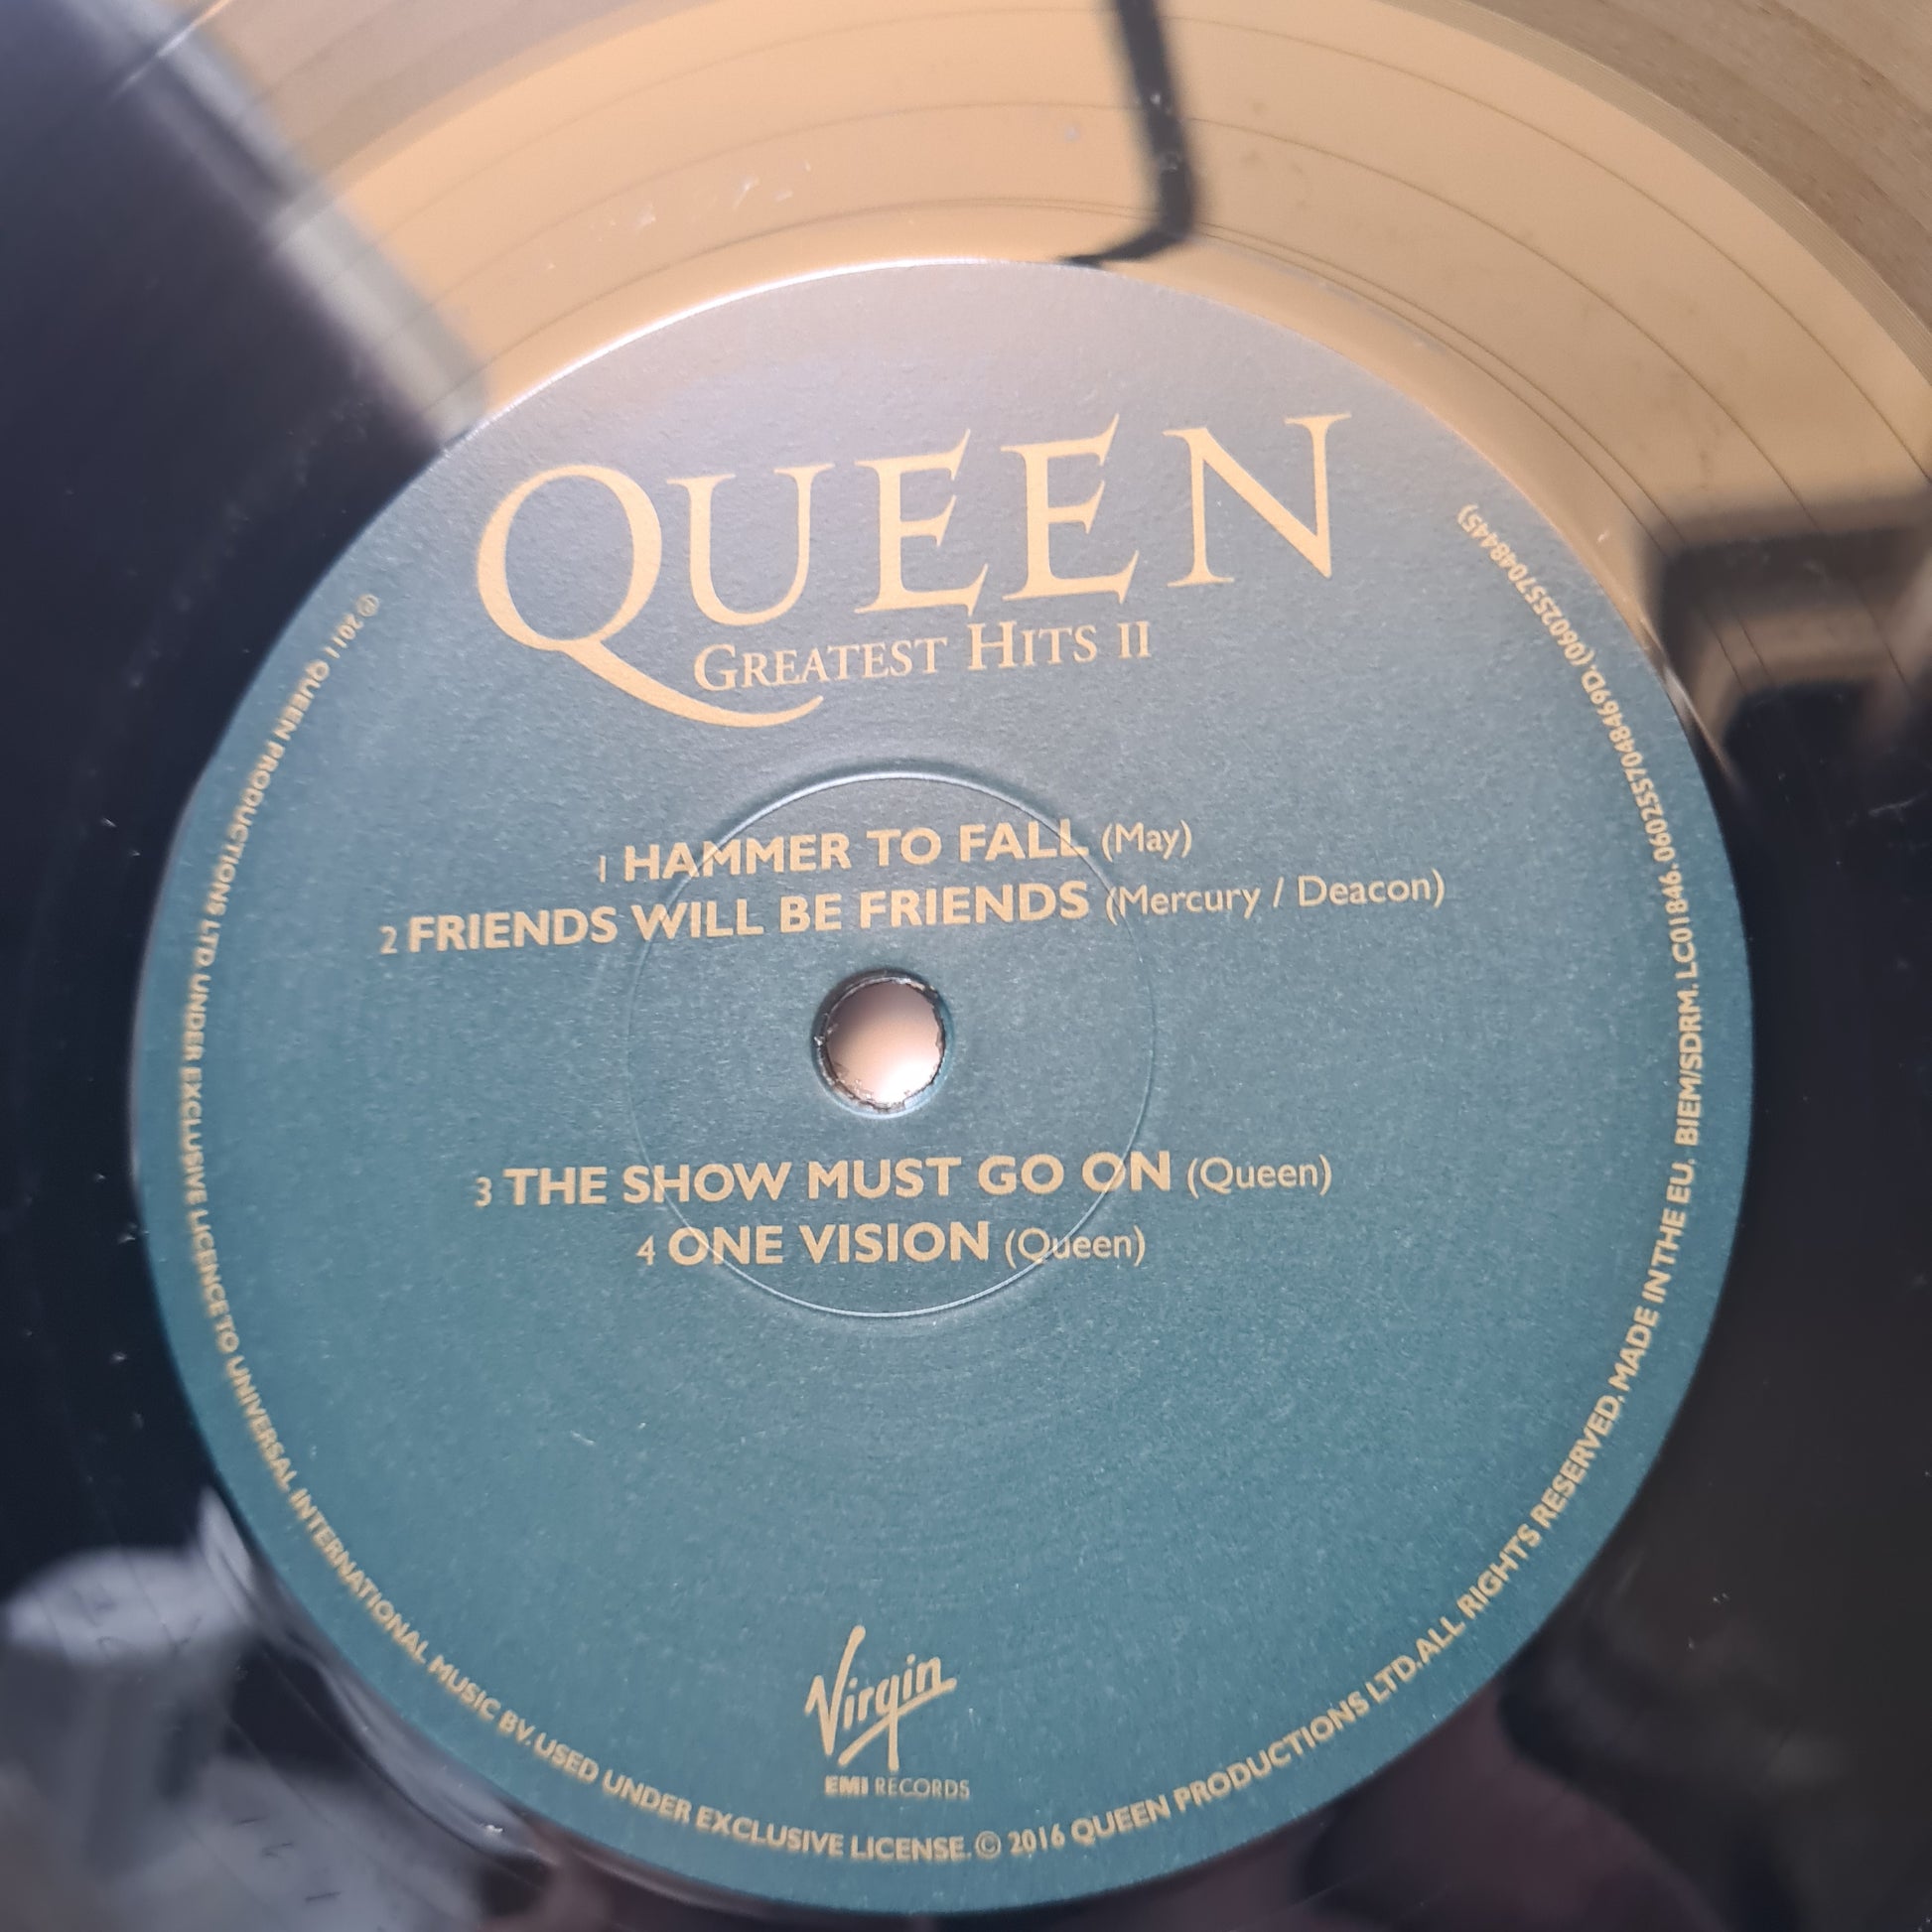 QUEEN
GREATEST HITS II
1 HAMMER TO FALL (May)
2 FRIENDS WILL BE FRIENDS (Mercury / Deacon)
3 THE SHOW MUST GO ON (Queen)
4 ONE VISION (Queen)
Virgin
EMI RECORDS
℗ 2011 QUEEN PRODUCTIONS LTD UNDER EXCLUSIVE LICENCE TO UNIVERSAL INTERNATIONAL MUSIC BV. USED UNDER EXCLUSIVE LICENSE. © 2016 QUEEN PRODUCTIONS LTD. ALL RIGHTS RESERVED. MADE IN THE EU. BIEM/SDRM. LC01846. 0602557048469D. (0602557048445)